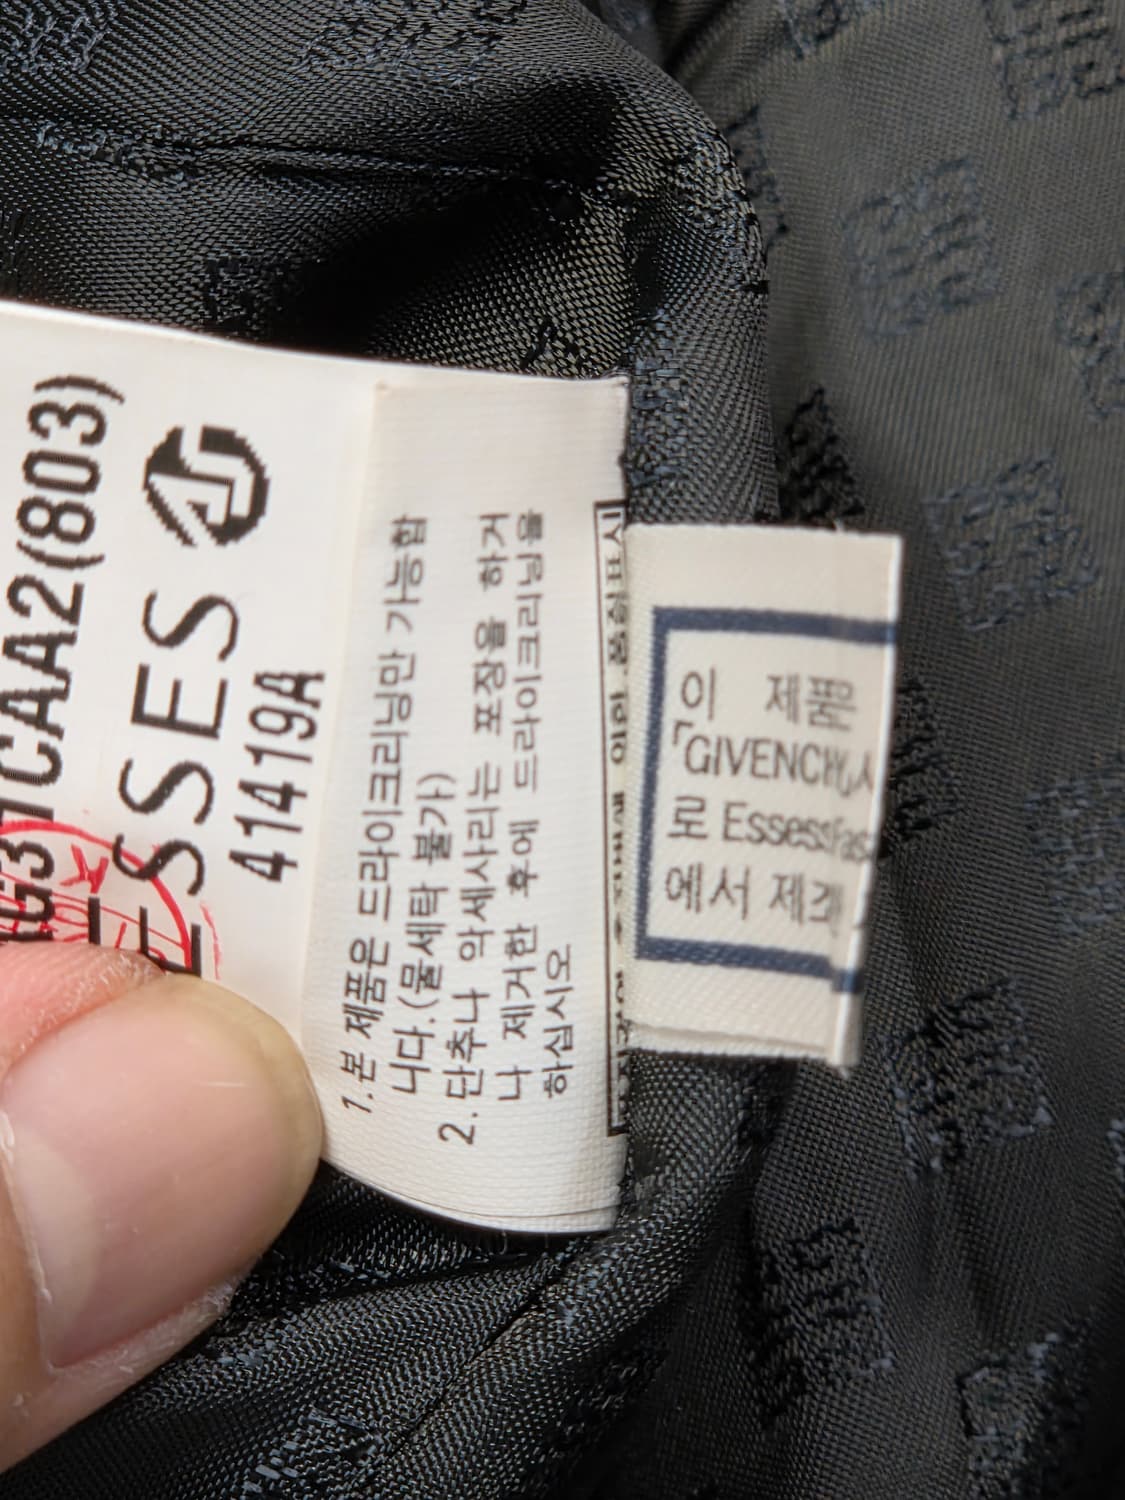 CAA2(803)
ESSES
41419A
1. 본 제품은 드라이크리닝만 가능합
니다.(물세탁 불가)
2. 단추나 악세사리는 포장을 하거
나 제거한 후에 드라이크리닝을
하십시오
이 제품
「GIVENCHY」
로 Essess
에서 제